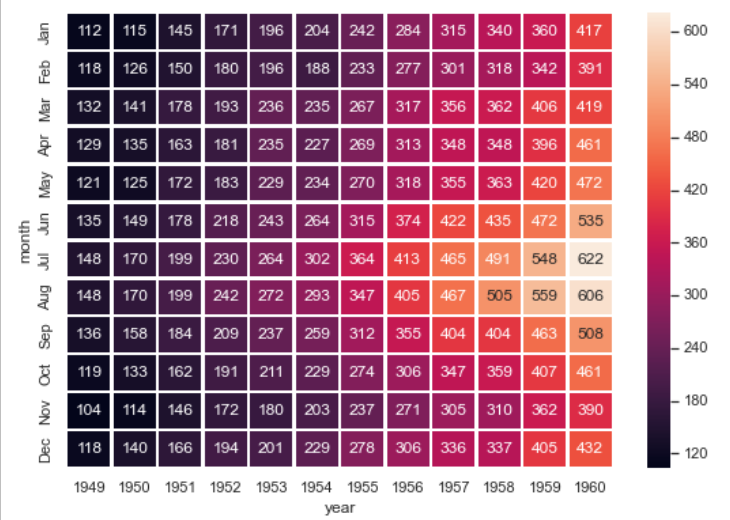 Jan 112 115 145 171 196 204 242 284 315 340 360 417
Feb 118 126 150 180 196 188 233 277 301 318 342 391
Mar 132 141 178 193 236 235 267 317 356 362 406 419
Apr 129 135 163 181 235 227 269 313 348 348 396 461
May 121 125 172 183 229 234 270 318 355 363 420 472
Jun 135 149 178 218 243 264 315 374 422 435 472 535
Jul 148 170 199 230 264 302 364 413 465 491 548 622
Aug 148 170 199 242 272 293 347 405 467 505 559 606
Sep 136 158 184 209 237 259 312 355 404 404 463 508
Oct 119 133 162 191 211 229 274 306 347 359 407 461
Nov 104 114 146 172 180 203 237 271 305 310 362 390
Dec 118 140 166 194 201 229 278 306 336 337 405 432
month
1949 1950 1951 1952 1953 1954 1955 1956 1957 1958 1959 1960
year
600
540
480
420
360
300
240
180
120